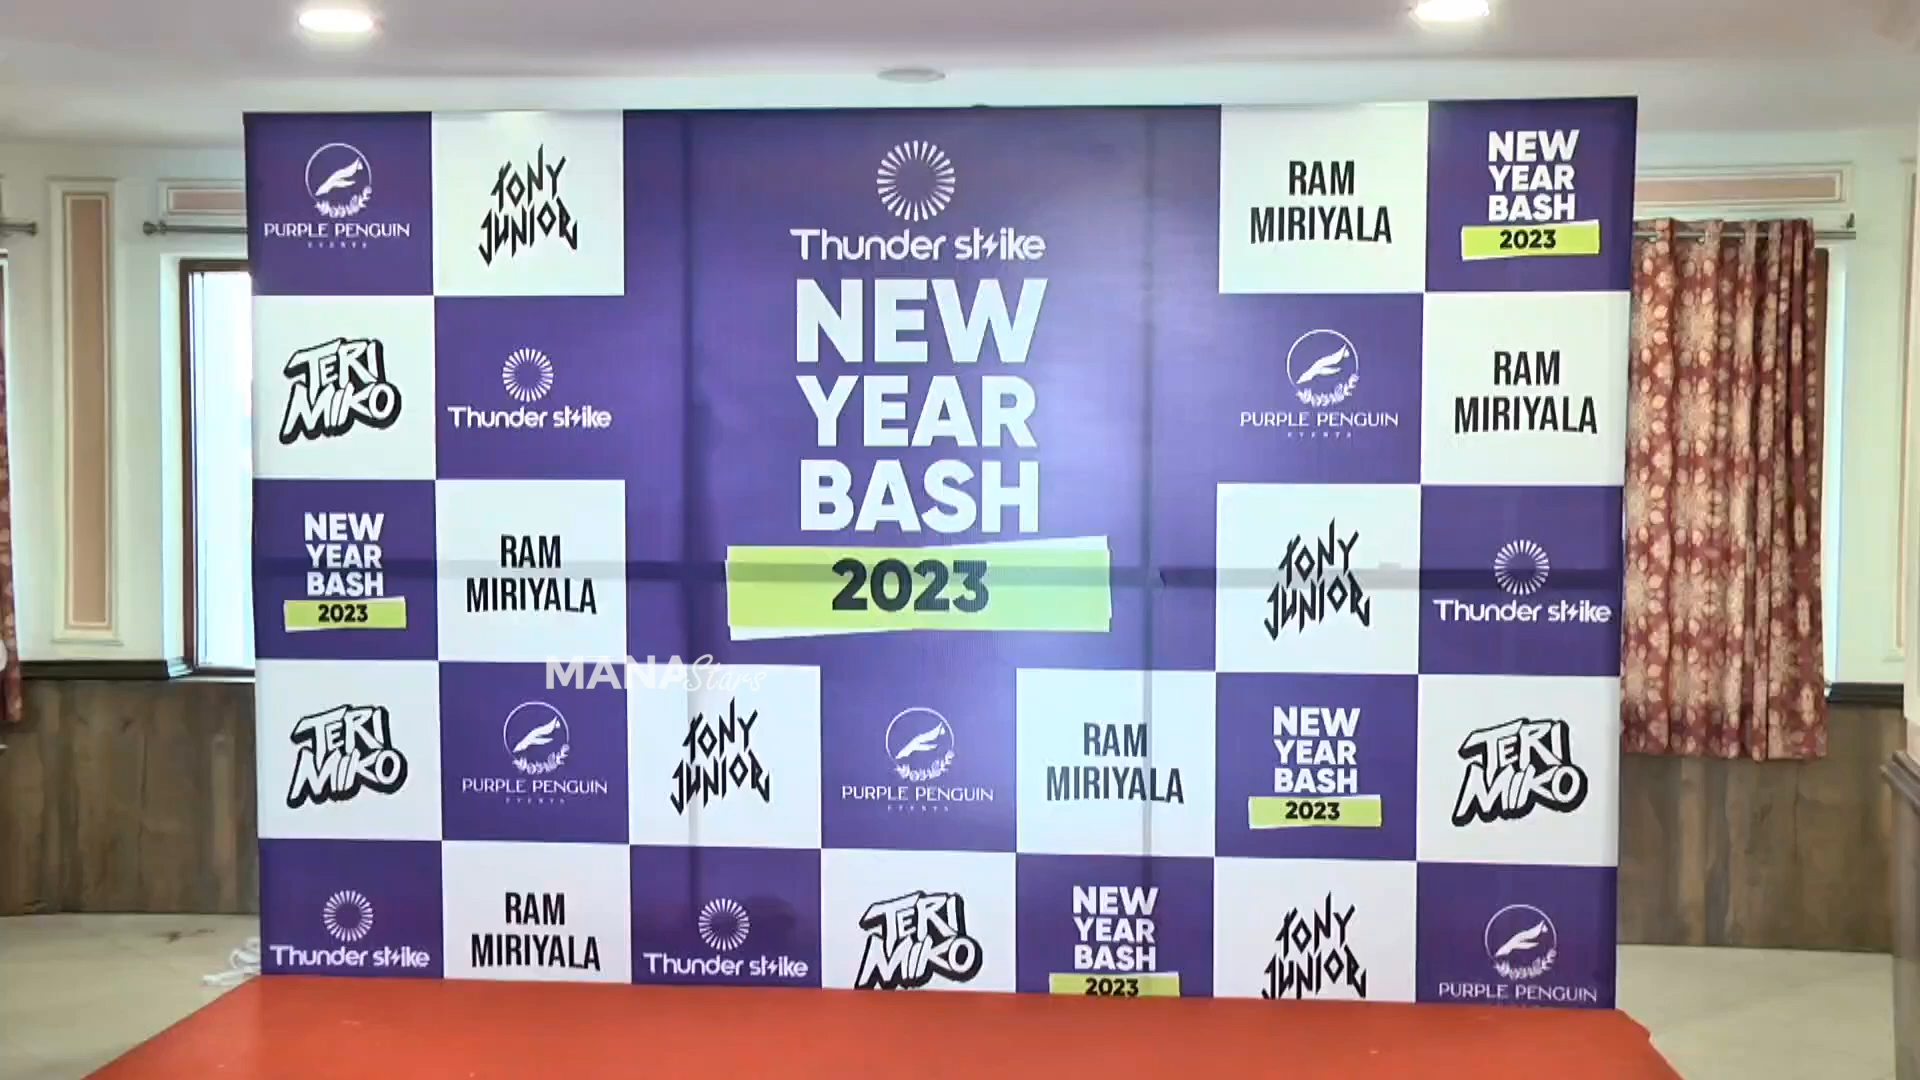 PURPLE PENGUIN
EVENTS
TONY
JUNIOR
Thunder strike
NEW
YEAR
BASH
2023
RAM
MIRIYALA
NEW
YEAR
BASH
2023
TERI
MIKO
Thunder strike
PURPLE PENGUIN
EVENTS
RAM
MIRIYALA
NEW
YEAR
BASH
2023
RAM
MIRIYALA
TONY
JUNIOR
Thunder strike
MANA Stars
TERI
MIKO
PURPLE PENGUIN
EVENTS
TONY
JUNIOR
PURPLE PENGUIN
EVENTS
RAM
MIRIYALA
NEW
YEAR
BASH
2023
TERI
MIKO
Thunder strike
RAM
MIRIYALA
Thunder strike
TERI
MIKO
NEW
YEAR
BASH
2023
TONY
JUNIOR
PURPLE PENGUIN